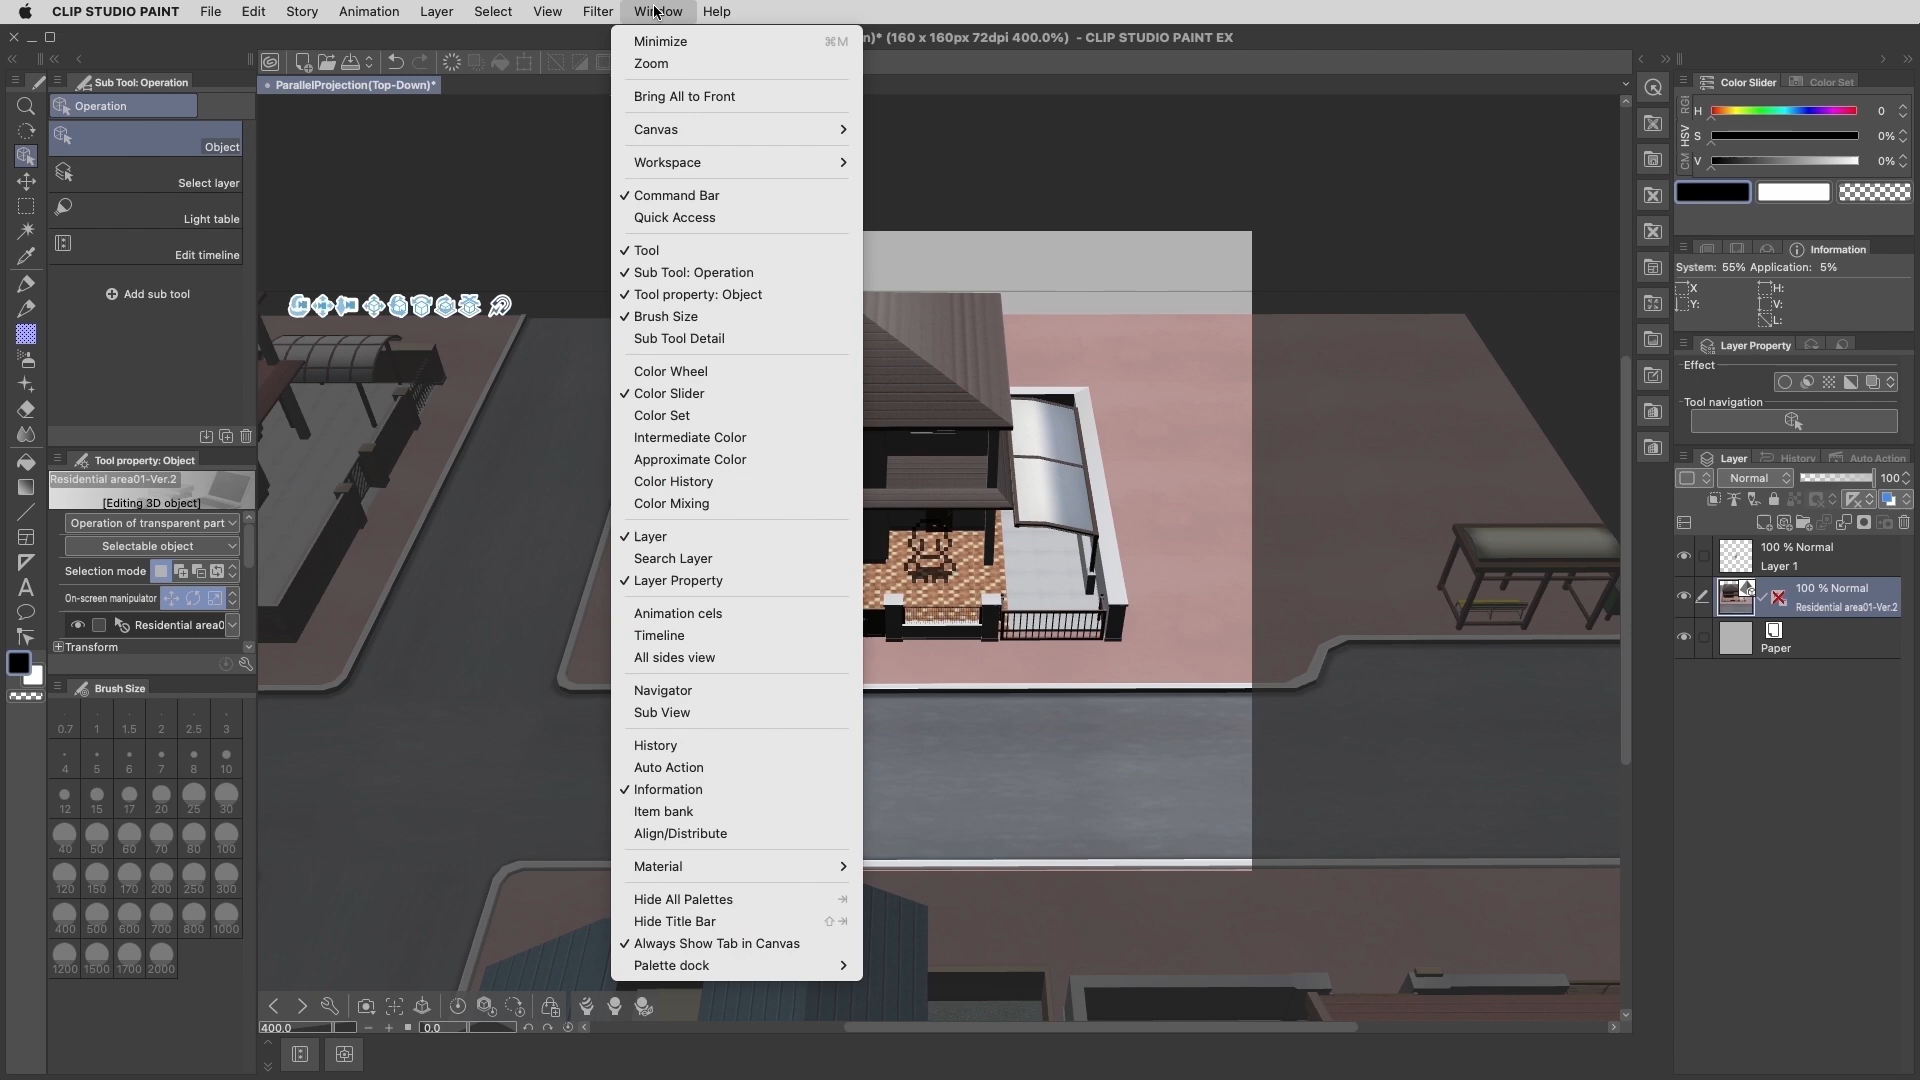 CLIP STUDIO PAINT File Edit Story Animation Layer Select View Filter Window Help
n)* (160 x 160px 72dpi 400.0%) - CLIP STUDIO PAINT EX
Sub Tool: Operation
Operation
Object
Select layer
Light table
Edit timeline
Add sub tool
Tool property: Object
Residential area01-Ver.2
[Editing 3D object]
Operation of transparent part
Selectable object
Selection mode
On-screen manipulator
Residential area0
Transform
Brush Size
0.7 1 1.5 2 2.5 3
4 5 6 7 8 10
12 15 17 20 25 30
40 50 60 70 80 100
120 150 170 200 250 300
400 500 600 700 800 1000
1200 1500 1700 2000
ParallelProjection(Top-Down)*
Minimize ⌘M
Zoom
Bring All to Front
Canvas
Workspace
Command Bar
Quick Access
Tool
Sub Tool: Operation
Tool property: Object
Brush Size
Sub Tool Detail
Color Wheel
Color Slider
Color Set
Intermediate Color
Approximate Color
Color History
Color Mixing
Layer
Search Layer
Layer Property
Animation cels
Timeline
All sides view
Navigator
Sub View
History
Auto Action
Information
Item bank
Align/Distribute
Material
Hide All Palettes
Hide Title Bar
Always Show Tab in Canvas
Palette dock
400.0 0.0
Color Slider Color Set
RGB
HSV
CM
H 0
S 0%
V 0%
Information
System: 55% Application: 5%
X H:
Y: V:
L:
Layer Property
Effect
Tool navigation
Layer History Auto Action
Normal 100
100 % Normal
Layer 1
100 % Normal
Residential area01-Ver.2
Paper